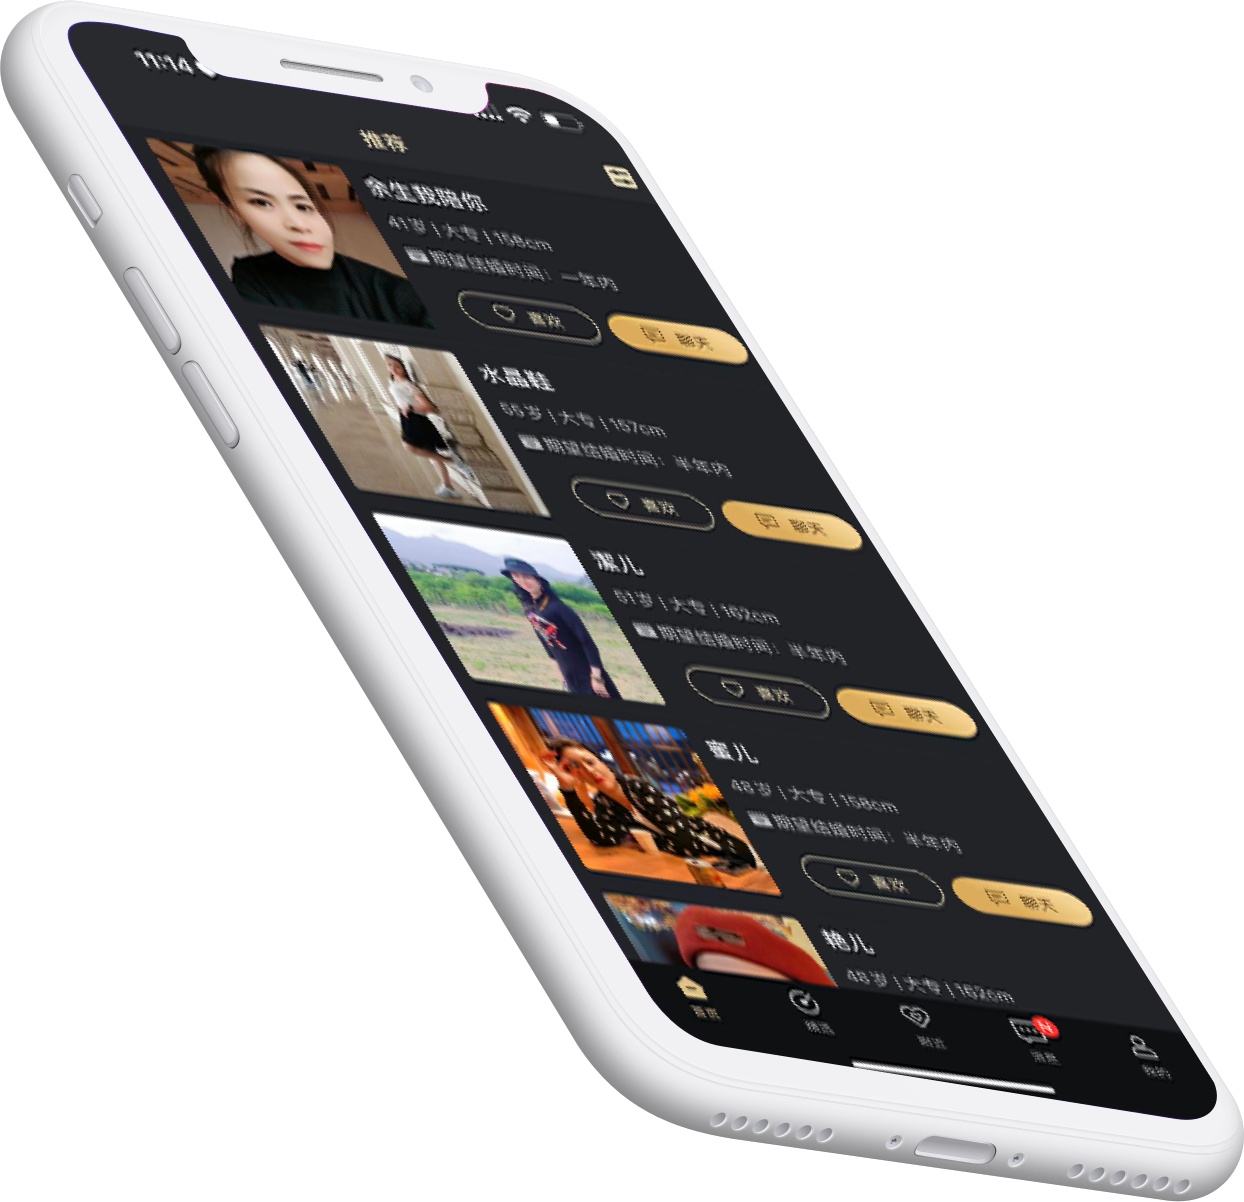 11:14
推荐
余生我陪你
41岁 | 大专 | 158cm
期望结婚时间：一年内
喜欢
聊天
水晶鞋
55岁 | 大专 | 157cm
期望结婚时间：半年内
喜欢
聊天
潔儿
51岁 | 大专 | 162cm
期望结婚时间：半年内
喜欢
聊天
蜜儿
48岁 | 大专 | 158cm
期望结婚时间：半年内
喜欢
聊天
艳儿
48岁 | 大专 | 162cm
首页
附近
消息
我的